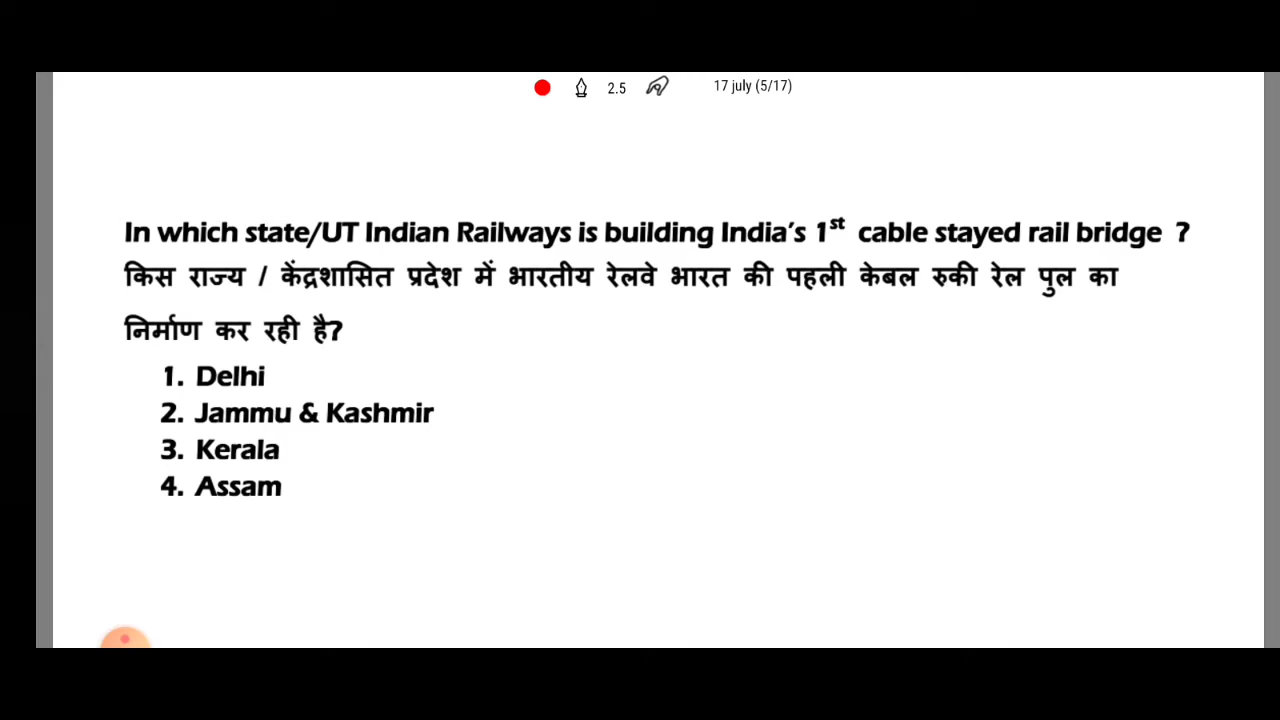 2.5 17 july (5/17)
In which state/UT Indian Railways is building India's 1st cable stayed rail bridge ?
किस राज्य / केंद्रशासित प्रदेश में भारतीय रेलवे भारत की पहली केबल रुकी रेल पुल का
निर्माण कर रही है?
1. Delhi
2. Jammu & Kashmir
3. Kerala
4. Assam